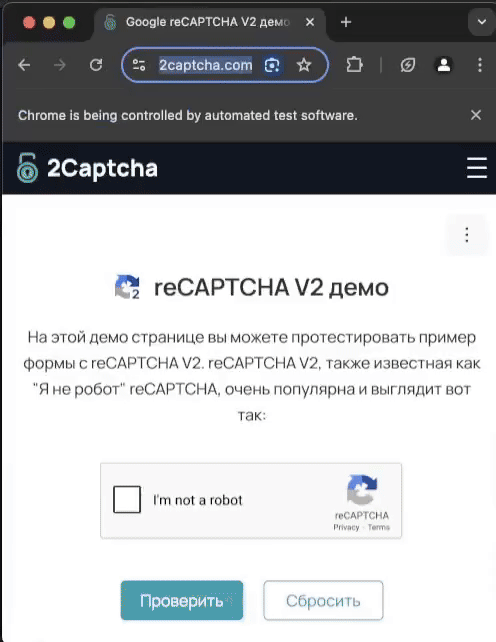 Google reCAPTCHA V2 демо
2captcha.com
Chrome is being controlled by automated test software.
2Captcha
2 reCAPTCHA V2 демо
На этой демо странице вы можете протестировать пример
формы с reCAPTCHA V2. reCAPTCHA V2, также известная как
"Я не робот" reCAPTCHA, очень популярна и выглядит вот
так:
I'm not a robot
reCAPTCHA
Privacy - Terms
Проверить
Сбросить